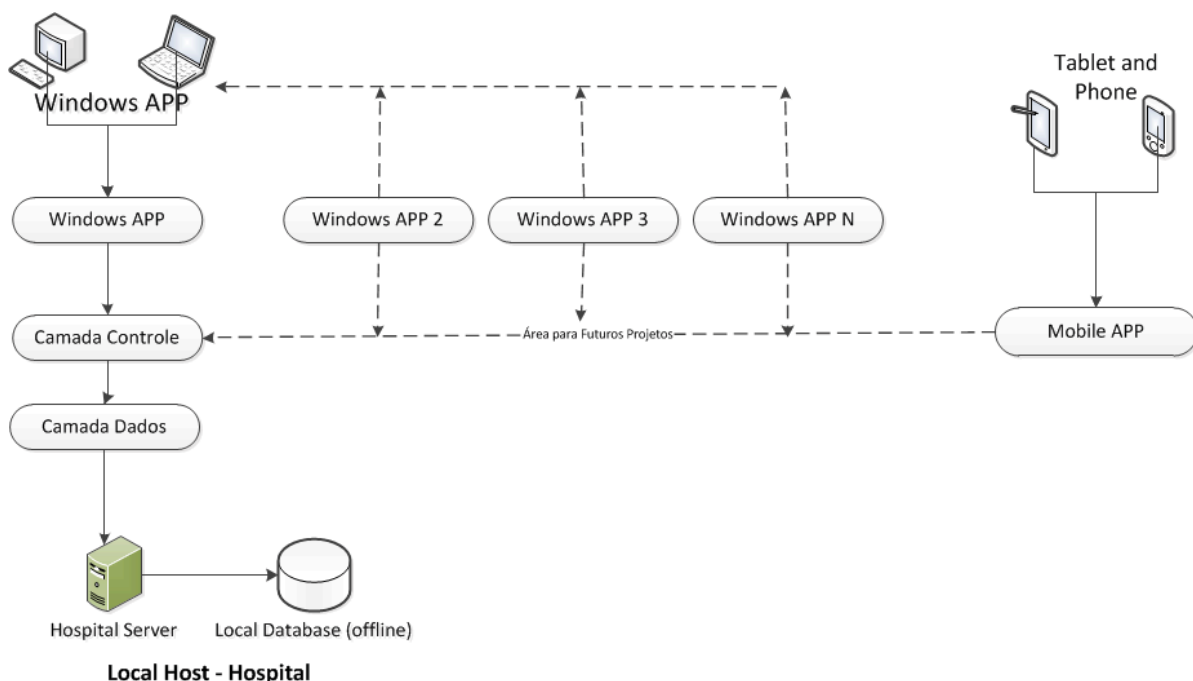 Windows APP
Tablet and
Phone
Windows APP
Windows APP 2
Windows APP 3
Windows APP N
Camada Controle
Área para Futuros Projetos
Mobile APP
Camada Dados
Hospital Server
Local Database (offline)
Local Host - Hospital